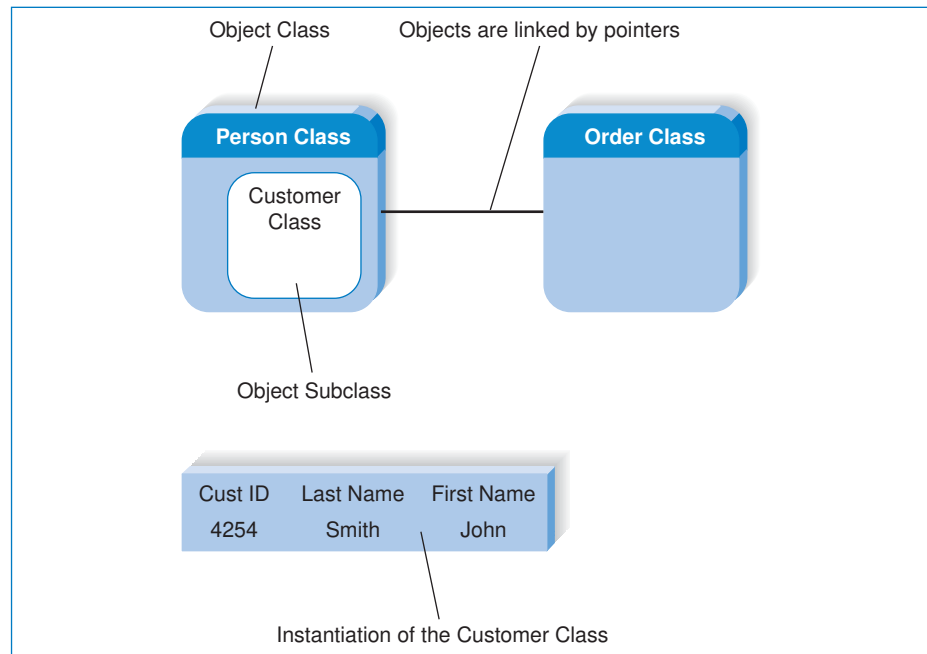 Object Class
Objects are linked by pointers
Person Class
Order Class
Customer
Class
Object Subclass
Cust ID Last Name First Name
4254 Smith John
Instantiation of the Customer Class